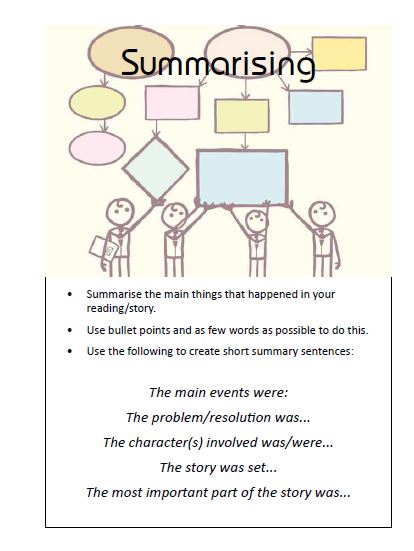 Summarising
• Summarise the main things that happened in your
reading/story.
• Use bullet points and as few words as possible to do this.
• Use the following to create short summary sentences:
The main events were:
The problem/resolution was...
The character(s) involved was/were...
The story was set...
The most important part of the story was...